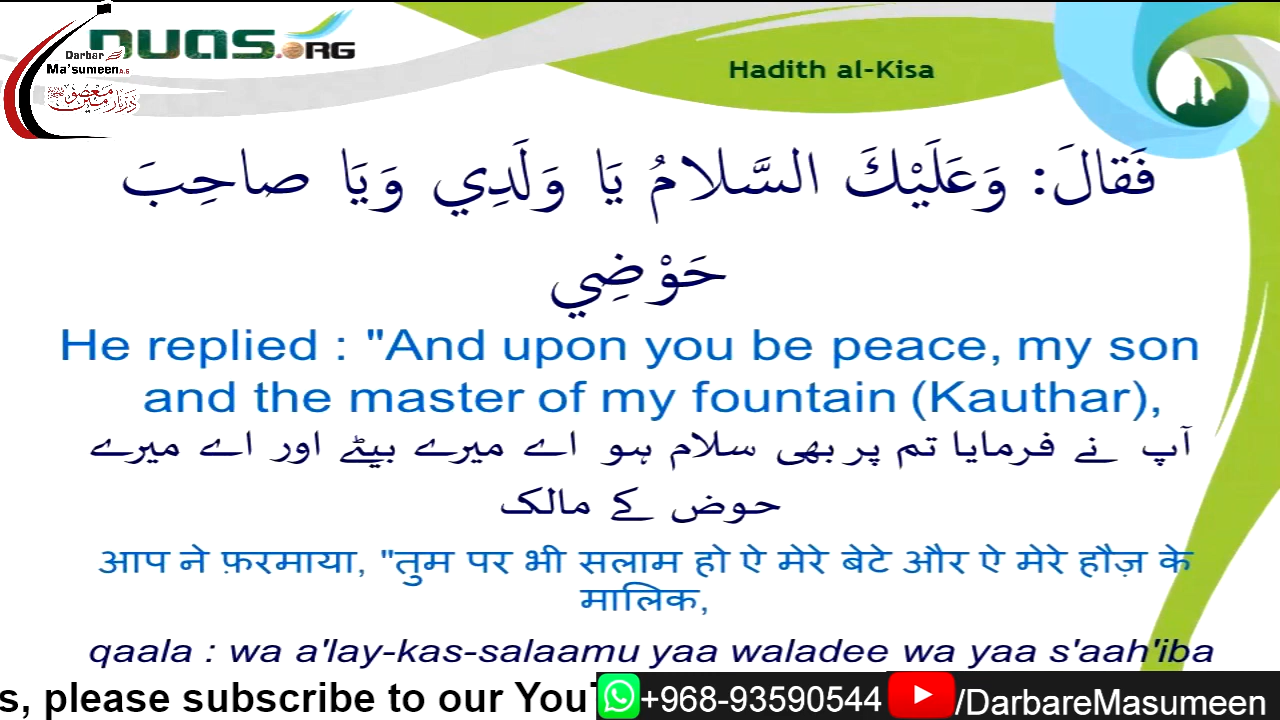 DUAS.ORG
Darbar
Ma'sumeen A.S
Hadith al-Kisa
فَقالَ: وَعَلَيْكَ السَّلامُ يَا وَلَدِي وَيَا صاحِبَ
حَوْضِي
He replied : "And upon you be peace, my son
and the master of my fountain (Kauthar),
آپ نے فرمایا تم پر بھی سلام ہو اے میرے بیٹے اور اے میرے
حوض کے مالک
आप ने फ़रमाया, "तुम पर भी सलाम हो ऐ मेरे बेटे और ऐ मेरे हौज़ के
मालिक,
qaala : wa a'lay-kas-salaamu yaa waladee wa yaa s'aah'iba
s, please subscribe to our You
+968-93590544
/DarbareMasumeen